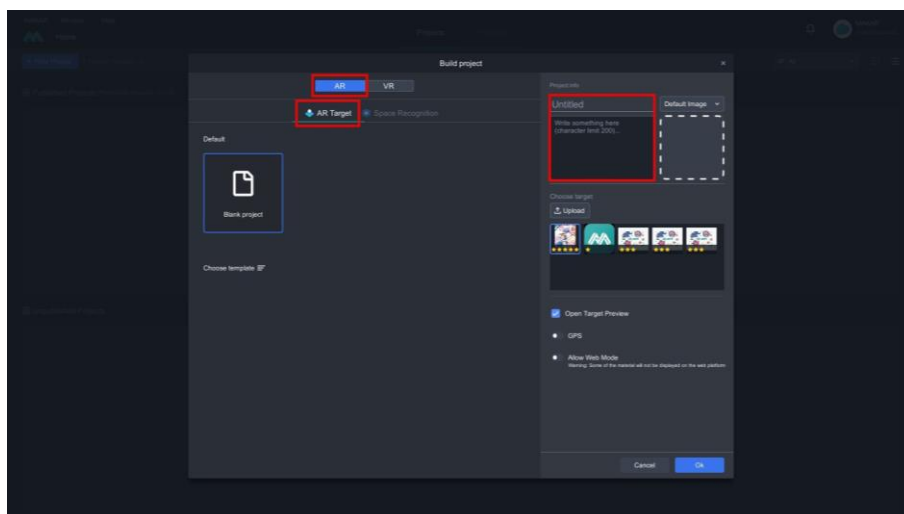 Home
Projects
Build project
×
AR
VR
Project Info
AR Target
Space Recognition
Untitled
Default Image
Write something here
(character limit 200)...
Default
Blank project
Choose target
Upload
Choose template
Open Target Preview
GPS
Allow Web Mode
Warning: Some of the material will not be displayed on the web platform
Cancel
Ok